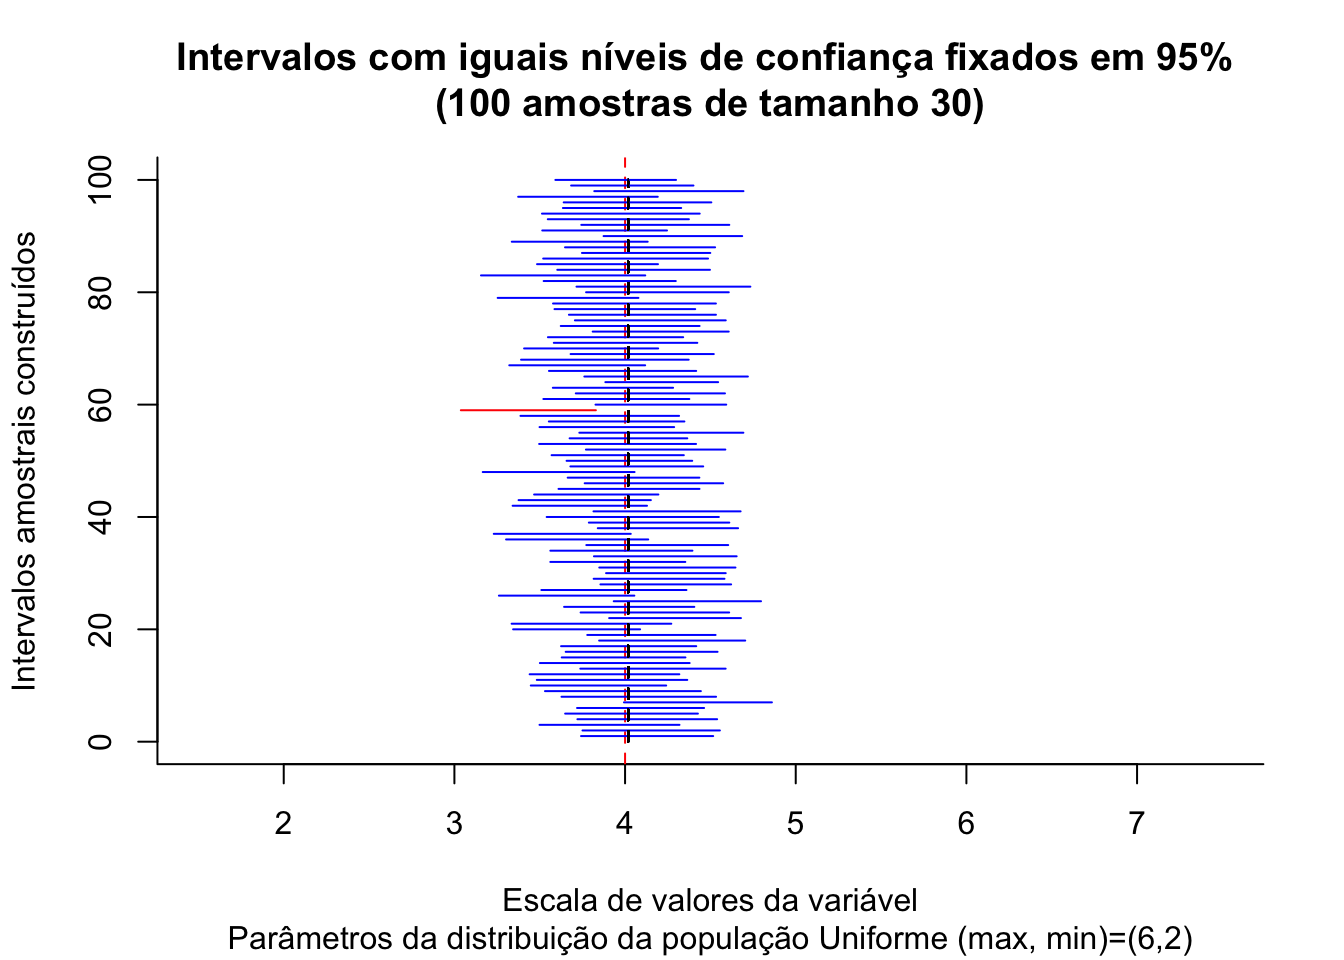 Intervalos com iguais níveis de confiança fixados em 95%
(100 amostras de tamanho 30)
Intervalos amostrais construídos
100
80
60
40
20
0
2 3 4 5 6 7
Escala de valores da variável
Parâmetros da distribuição da população Uniforme (max, min)=(6,2)